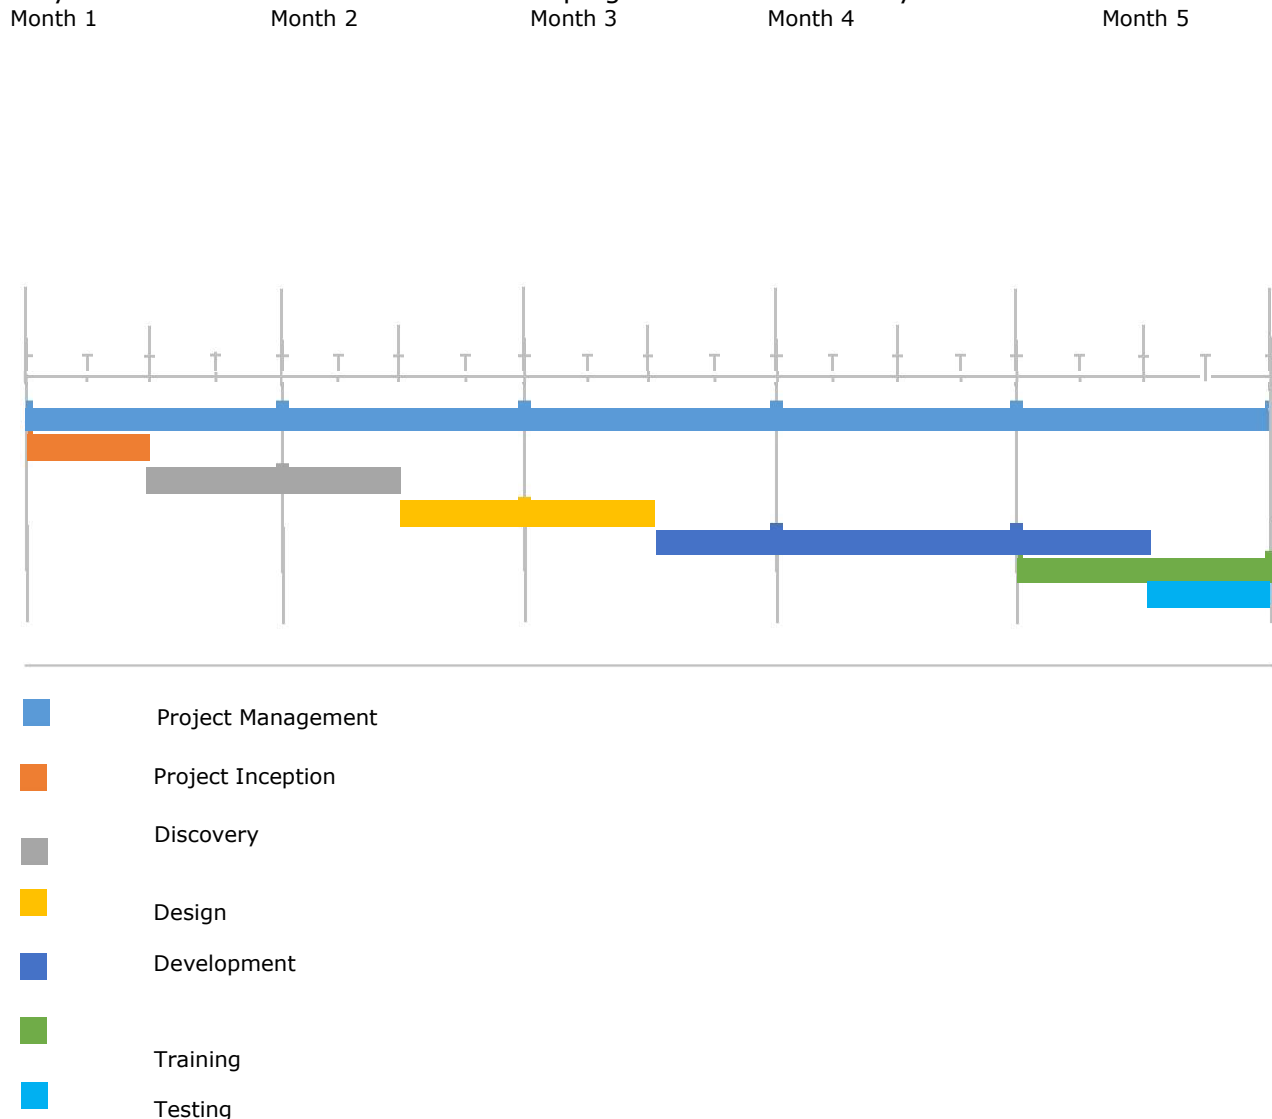 Month 1 Month 2 Month 3 Month 4 Month 5
Project Management
Project Inception
Discovery
Design
Development
Training
Testing